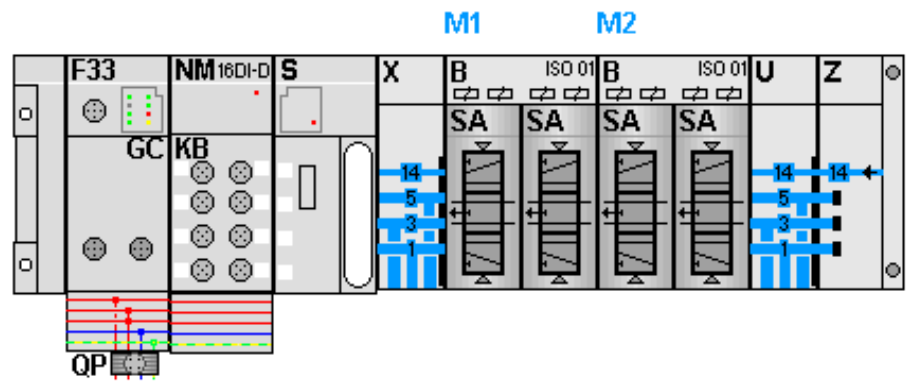 M1 M2
F33 NM 16DI-D S X B ISO 01 B ISO 01 U Z
SA SA SA SA
GC KB
14 14 14
5 5
3 3
1 1
QP